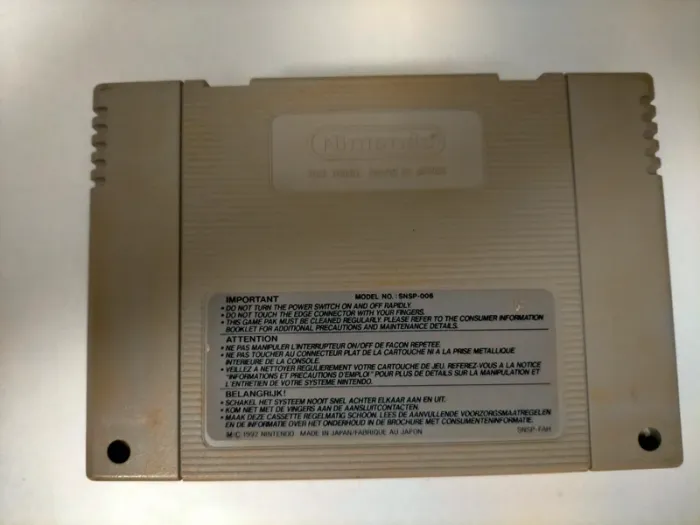 Nintendo
IMPORTANT MODEL NO.: SNSP-006
• DO NOT TURN THE POWER SWITCH ON AND OFF RAPIDLY.
• DO NOT TOUCH THE EDGE CONNECTOR WITH YOUR FINGERS.
• THIS GAME PAK MUST BE CLEANED REGULARLY. PLEASE REFER TO THE CONSUMER INFORMATION
BOOKLET FOR ADDITIONAL PRECAUTIONS AND MAINTENANCE DETAILS.
ATTENTION
• NE PAS MANIPULER L'INTERRUPTEUR ON/OFF DE FACON REPETEE.
• NE PAS TOUCHER AU CONNECTEUR PLAT DE LA CARTOUCHE NI A LA PRISE METALLIQUE
INTERIEURE DE LA CONSOLE.
• VEILLEZ A NETTOYER REGULIEREMENT VOTRE CARTOUCHE DE JEU. REFEREZ-VOUS A LA NOTICE
"INFORMATIONS ET PRECAUTIONS D'EMPLOI" POUR PLUS DE DETAILS SUR LA MANIPULATION ET
L'ENTRETIEN DE VOTRE SYSTEME NINTENDO.
BELANGRIJK!
• SCHAKEL HET SYSTEEM NOOIT SNEL ACHTER ELKAAR AAN EN UIT.
• KOM NIET MET DE VINGERS AAN DE AANSLUITCONTACTEN.
• MAAK DEZE CASSETTE REGELMATIG SCHOON. LEES DE AANVULLENDE VOORZORGSMAATREGELEN
EN DE INFORMATIE OVER HET ONDERHOUD IN DE BROCHURE MET CONSUMENTENINFORMATIE.
M/C 1992 NINTENDO MADE IN JAPAN/FABRIQUE AU JAPON SNSP-FAH